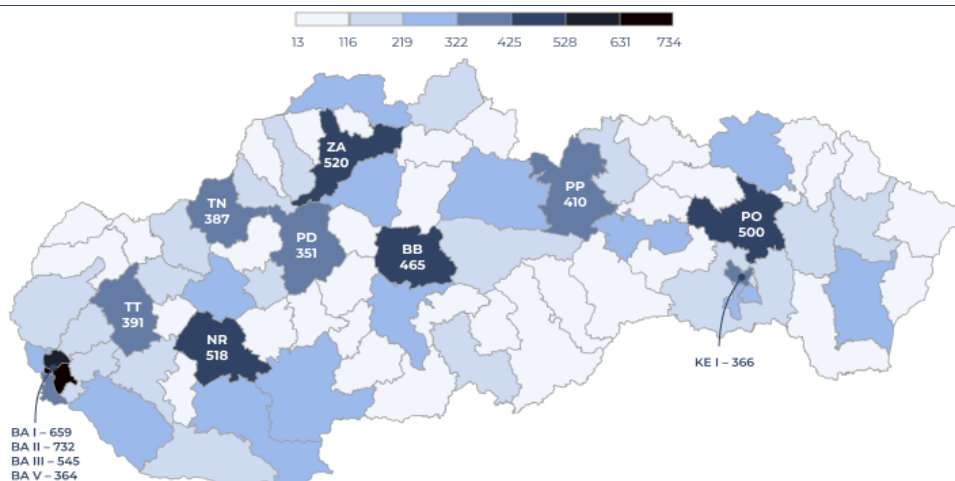 13 116 219 322 425 528 631 734
ZA
520
TN
387
PP
410
PD
351
PO
500
BB
465
TT
391
NR
518
KE I – 366
BA I – 659
BA II – 732
BA III – 545
BA V – 364